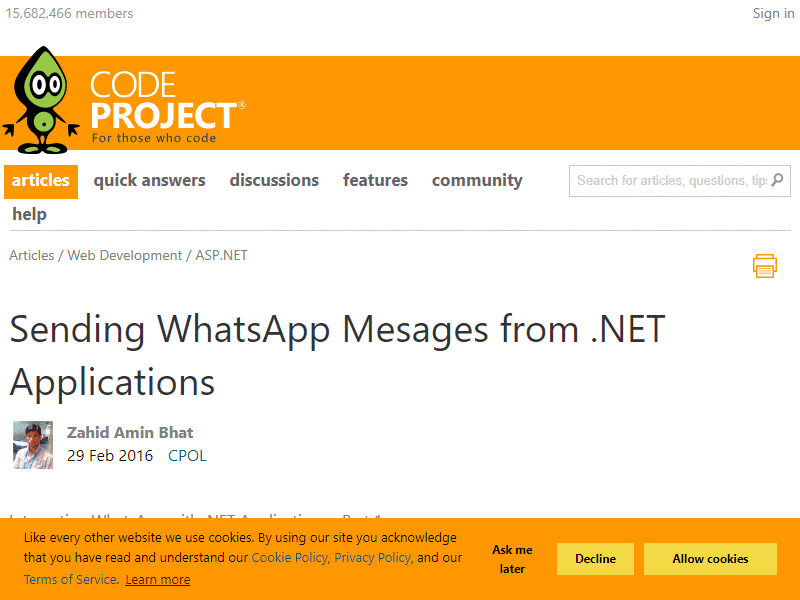 15,682,466 members
Sign in
CODE
PROJECT®
For those who code
articles quick answers discussions features community
Search for articles, questions, tip
help
Articles / Web Development / ASP.NET
Sending WhatsApp Mesages from .NET
Applications
Zahid Amin Bhat
29 Feb 2016 CPOL
Like every other website we use cookies. By using our site you acknowledge
that you have read and understand our Cookie Policy, Privacy Policy, and our
Terms of Service. Learn more
Ask me
later
Decline
Allow cookies